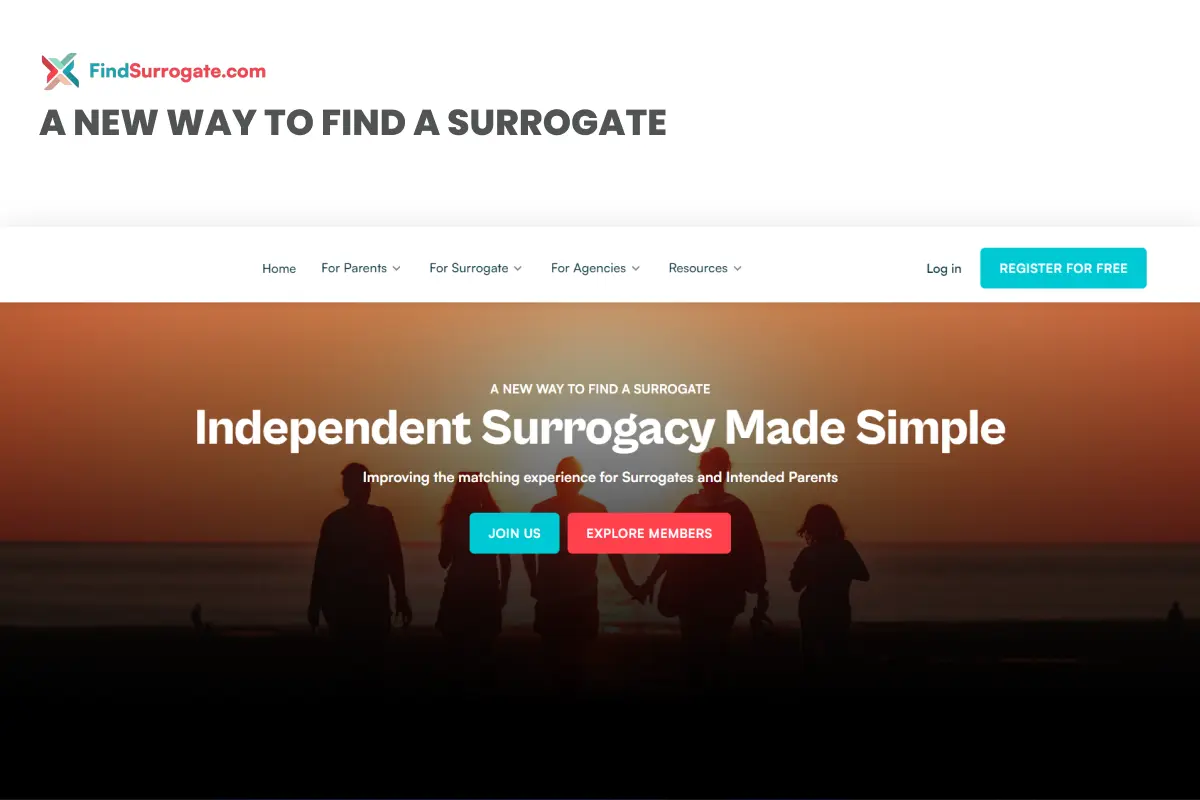 FindSurrogate.com
A NEW WAY TO FIND A SURROGATE
Home For Parents For Surrogate For Agencies Resources Log in REGISTER FOR FREE
A NEW WAY TO FIND A SURROGATE
Independent Surrogacy Made Simple
Improving the matching experience for Surrogates and Intended Parents
JOIN US EXPLORE MEMBERS